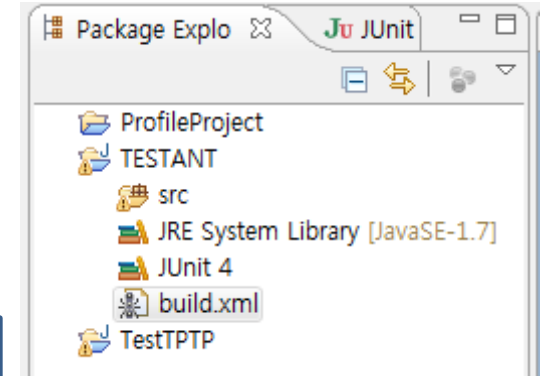 Package Explo JUnit
ProfileProject
TESTANT
src
JRE System Library [JavaSE-1.7]
JUnit 4
build.xml
TestTPTP